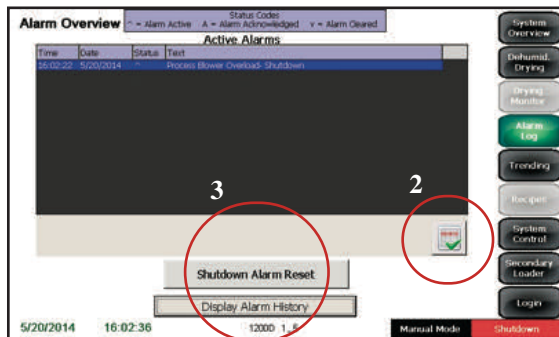 Alarm Overview
Status Codes
^ = Alarm Active A = Alarm Acknowledged v = Alarm Cleared
Active Alarms
Time Date Status Text
16:02:22 5/20/2014 ^ Process Blower Overload- Shutdown
3
2
Shutdown Alarm Reset
Display Alarm History
5/20/2014 16:02:36
Manual Mode
Shutdown
System
Overview
Dehumid.
Drying
Drying
Monitor
Alarm
Log
Trending
Recipes
System
Control
Secondary
Loader
Login